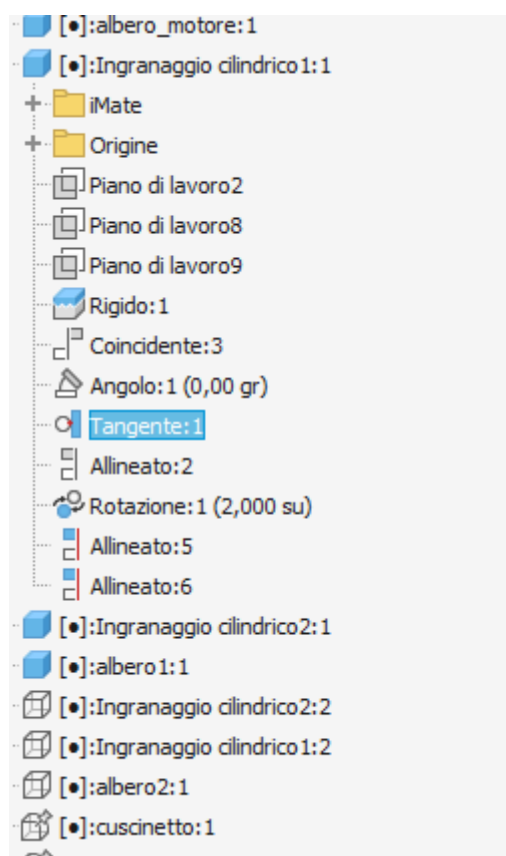 [•]:albero_motore:1
[•]:Ingranaggio cilindrico1:1
iMate
Origine
Piano di lavoro2
Piano di lavoro8
Piano di lavoro9
Rigido:1
Coincidente:3
Angolo:1 (0,00 gr)
Tangente:1
Allineato:2
Rotazione:1 (2,000 su)
Allineato:5
Allineato:6
[•]:Ingranaggio cilindrico2:1
[•]:albero1:1
[•]:Ingranaggio cilindrico2:2
[•]:Ingranaggio cilindrico1:2
[•]:albero2:1
[•]:cuscinetto:1